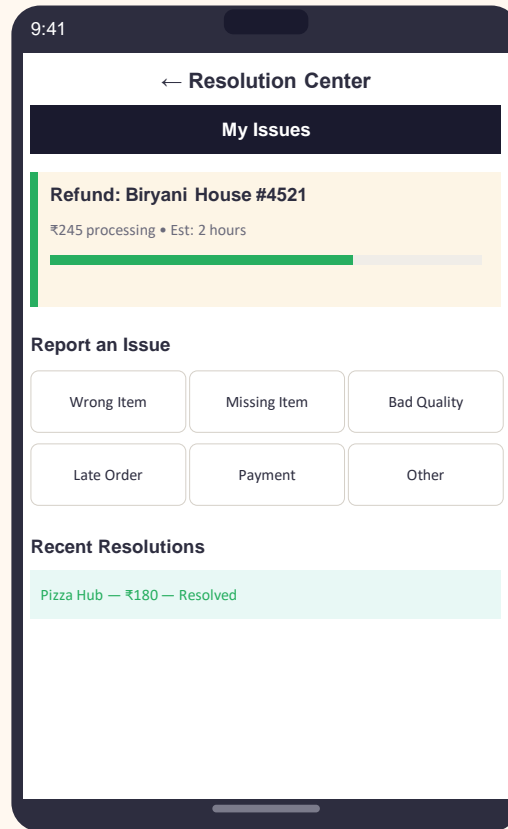 9:41
← Resolution Center
My Issues
Refund: Biryani House #4521
₹245 processing • Est: 2 hours
Report an Issue
Wrong Item
Missing Item
Bad Quality
Late Order
Payment
Other
Recent Resolutions
Pizza Hub — ₹180 — Resolved